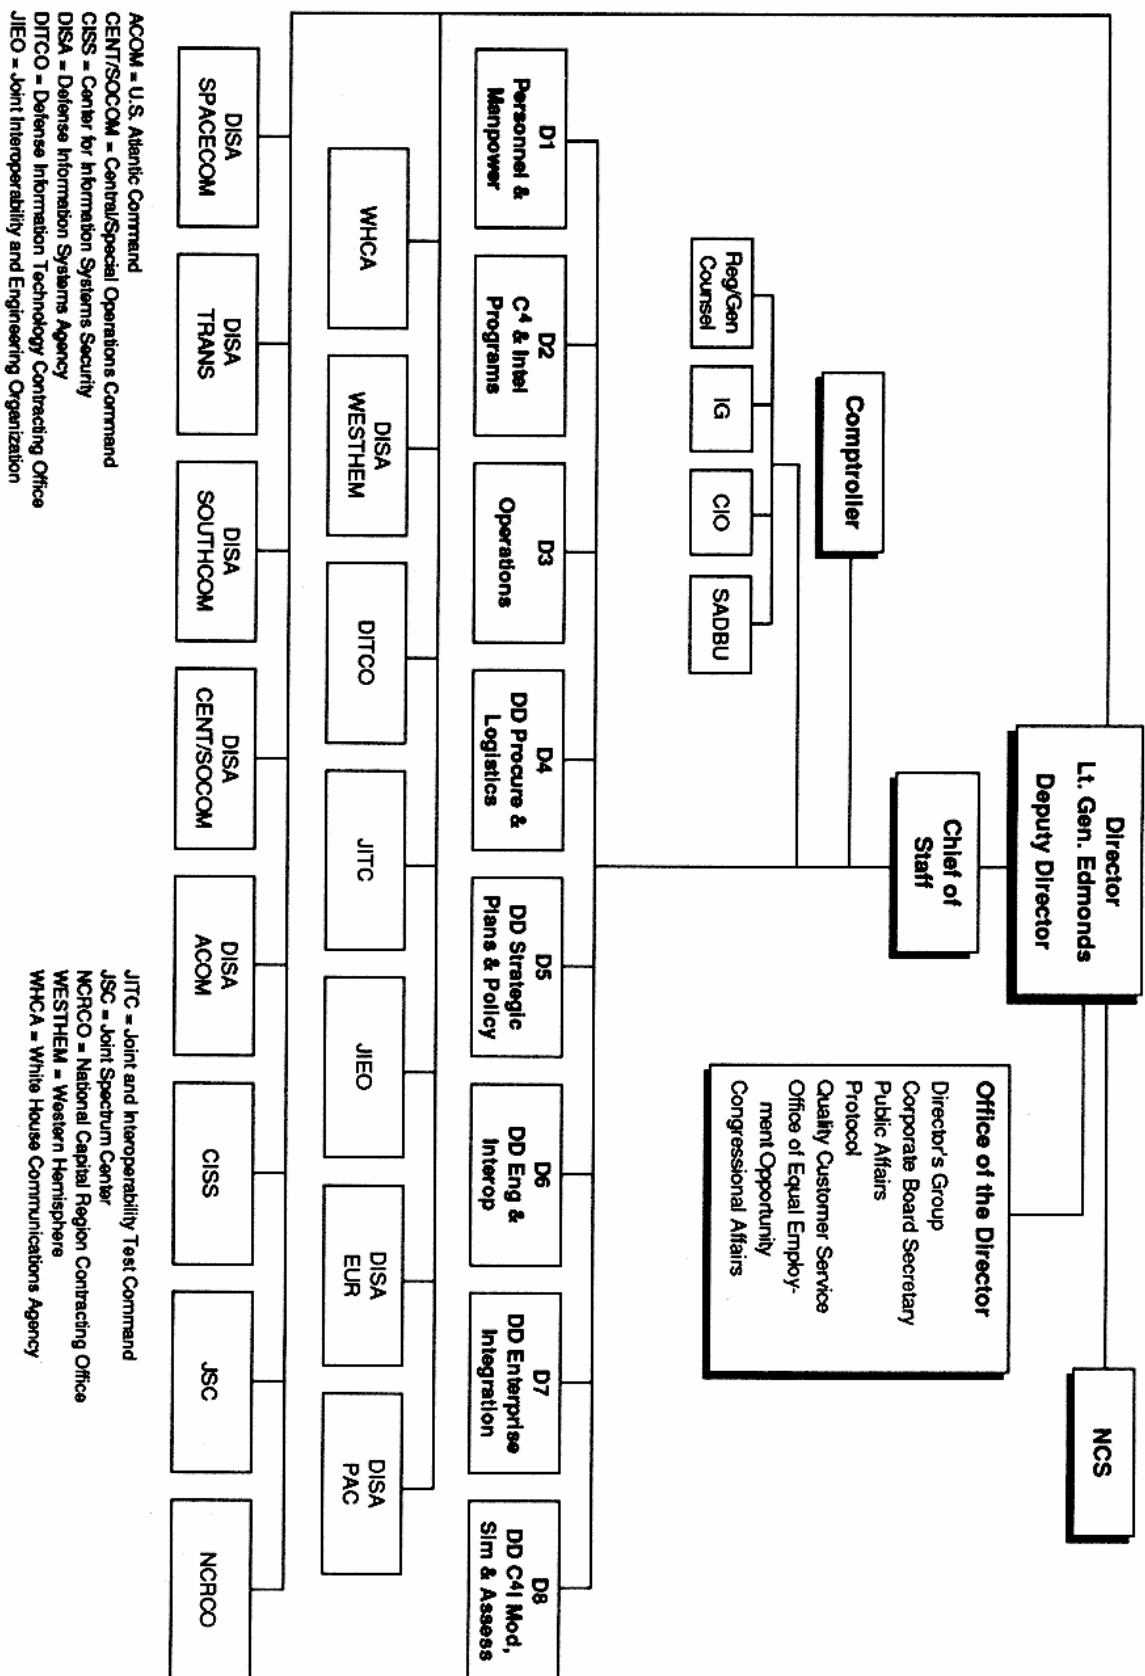 Director
Lt. Gen. Edmonds
Deputy Director
NCS
Chief of
Staff
Office of the Director
Director's Group
Corporate Board Secretary
Public Affairs
Protocol
Quality Customer Service
Office of Equal Employ-
ment Opportunity
Congressional Affairs
Comptroller
Reg/Gen
Counsel
IG
CIO
SADBU
D1
Personnel &
Manpower
D2
C⁴ & Intel
Programs
D3
Operations
D4
DD Procure &
Logistics
D5
DD Strategic
Plans & Policy
D6
DD Eng &
Interop
D7
DD Enterprise
Integration
D8
DD C⁴I Mod,
Sim & Assess
WHCA
DISA
WESTHEM
DITCO
JITC
JIEO
DISA
EUR
DISA
PAC
DISA
SPACECOM
DISA
TRANS
DISA
SOUTHCOM
DISA
CENT/SOCOM
DISA
ACOM
CISS
JSC
NCRCO
ACOM = U.S. Atlantic Command
CENT/SOCOM = Central/Special Operations Command
CISS = Center for Information Systems Security
DISA = Defense Information Systems Agency
DITCO = Defense Information Technology Contracting Office
JIEO = Joint Interoperability and Engineering Organization
JITC = Joint and Interoperability Test Command
JSC = Joint Spectrum Center
NCRCO = National Capital Region Contracting Office
WESTHEM = Western Hemisphere
WHCA = White House Communications Agency